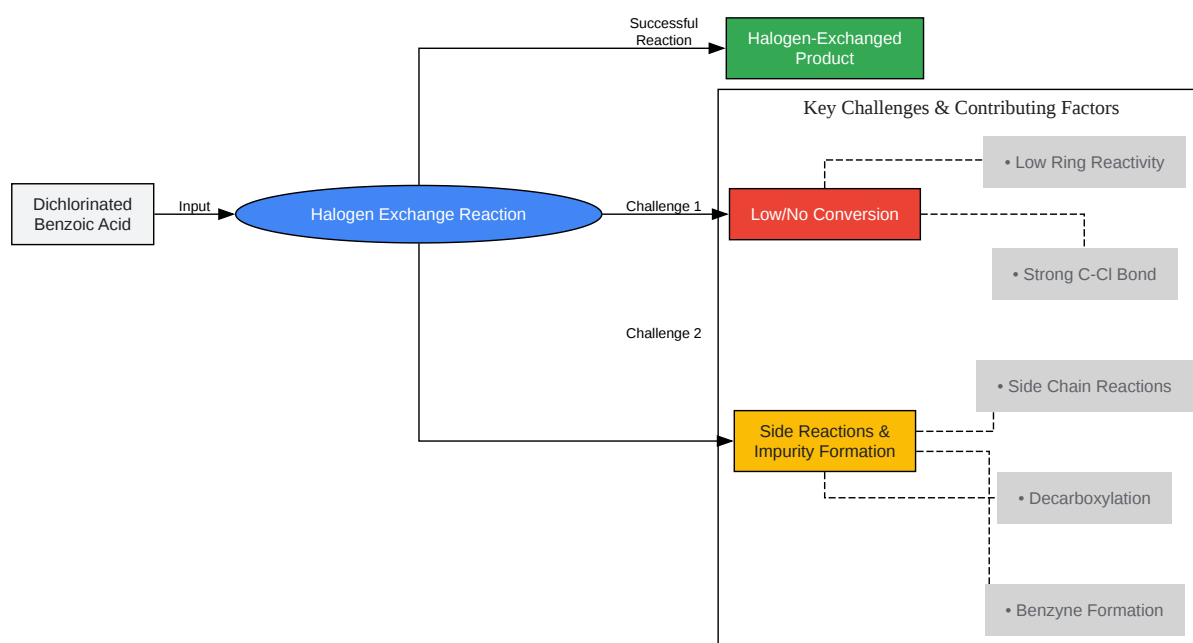 Successful
Reaction
Halogen-Exchanged
Product
Key Challenges & Contributing Factors
• Low Ring Reactivity
Dichlorinated
Benzoic Acid
Input
Halogen Exchange Reaction
Challenge 1
Low/No Conversion
• Strong C-Cl Bond
Challenge 2
• Side Chain Reactions
Side Reactions &
Impurity Formation
• Decarboxylation
• Benzyne Formation